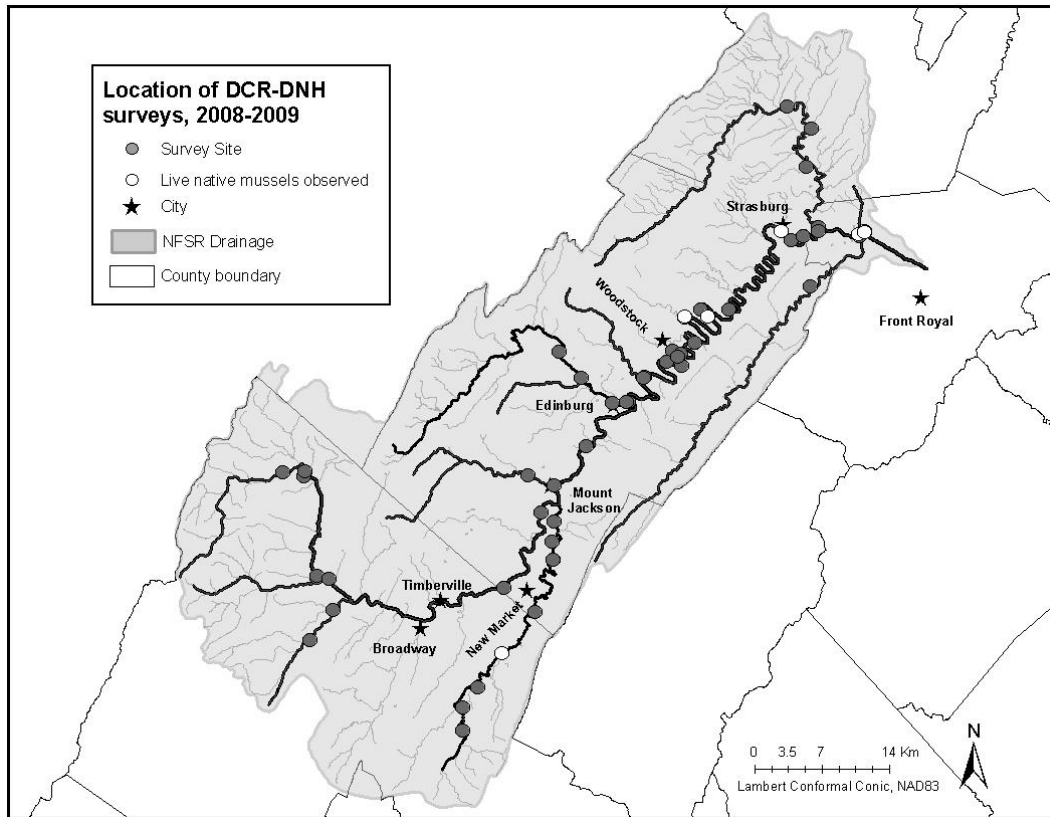 Location of DCR-DNH
surveys, 2008-2009
Survey Site
Live native mussels observed
City
NFSR Drainage
County boundary
Strasburg
Front Royal
Woodstock
Edinburg
Mount
Jackson
Timberville
New Market
Broadway
N
0 3.5 7 14 Km
Lambert Conformal Conic, NAD83